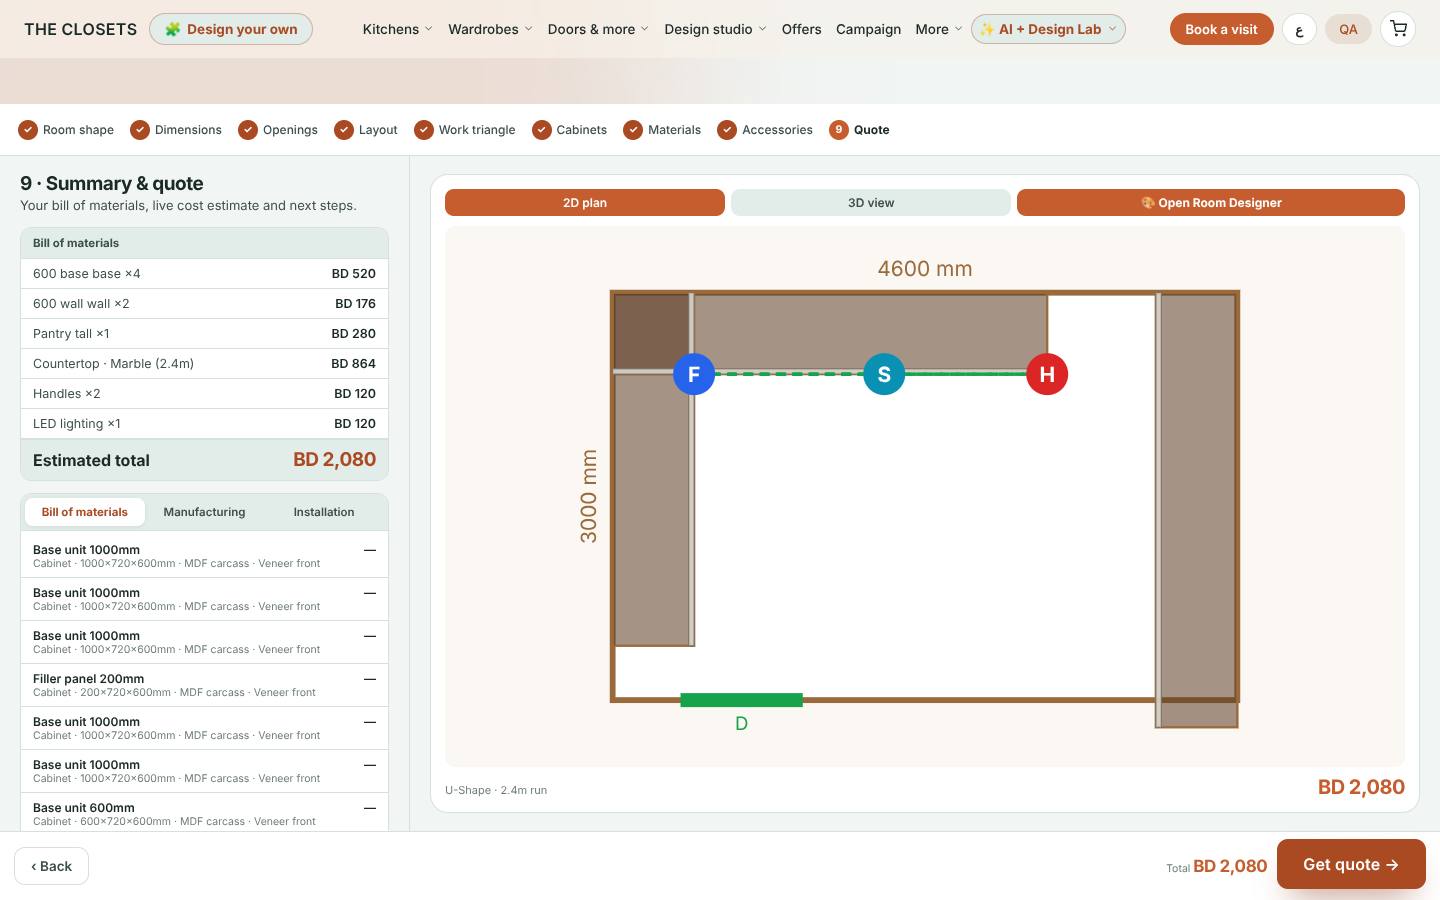 THE CLOSETS
🧩 Design your own
Kitchens
Wardrobes
Doors & more
Design studio
Offers
Campaign
More
✨ AI + Design Lab
Book a visit
ع
QA
Room shape
Dimensions
Openings
Layout
Work triangle
Cabinets
Materials
Accessories
9 Quote
9 · Summary & quote
Your bill of materials, live cost estimate and next steps.
Bill of materials
600 base base ×4 BD 520
600 wall wall ×2 BD 176
Pantry tall ×1 BD 280
Countertop · Marble (2.4m) BD 864
Handles ×2 BD 120
LED lighting ×1 BD 120
Estimated total BD 2,080
Bill of materials
Manufacturing
Installation
Base unit 1000mm —
Cabinet · 1000×720×600mm · MDF carcass · Veneer front
Base unit 1000mm —
Cabinet · 1000×720×600mm · MDF carcass · Veneer front
Base unit 1000mm —
Cabinet · 1000×720×600mm · MDF carcass · Veneer front
Filler panel 200mm —
Cabinet · 200×720×600mm · MDF carcass · Veneer front
Base unit 1000mm —
Cabinet · 1000×720×600mm · MDF carcass · Veneer front
Base unit 1000mm —
Cabinet · 1000×720×600mm · MDF carcass · Veneer front
Base unit 600mm —
Cabinet · 600×720×600mm · MDF carcass · Veneer front
2D plan
3D view
🎨 Open Room Designer
4600 mm
F
S
H
3000 mm
D
U-Shape · 2.4m run
BD 2,080
‹ Back
Total BD 2,080
Get quote →